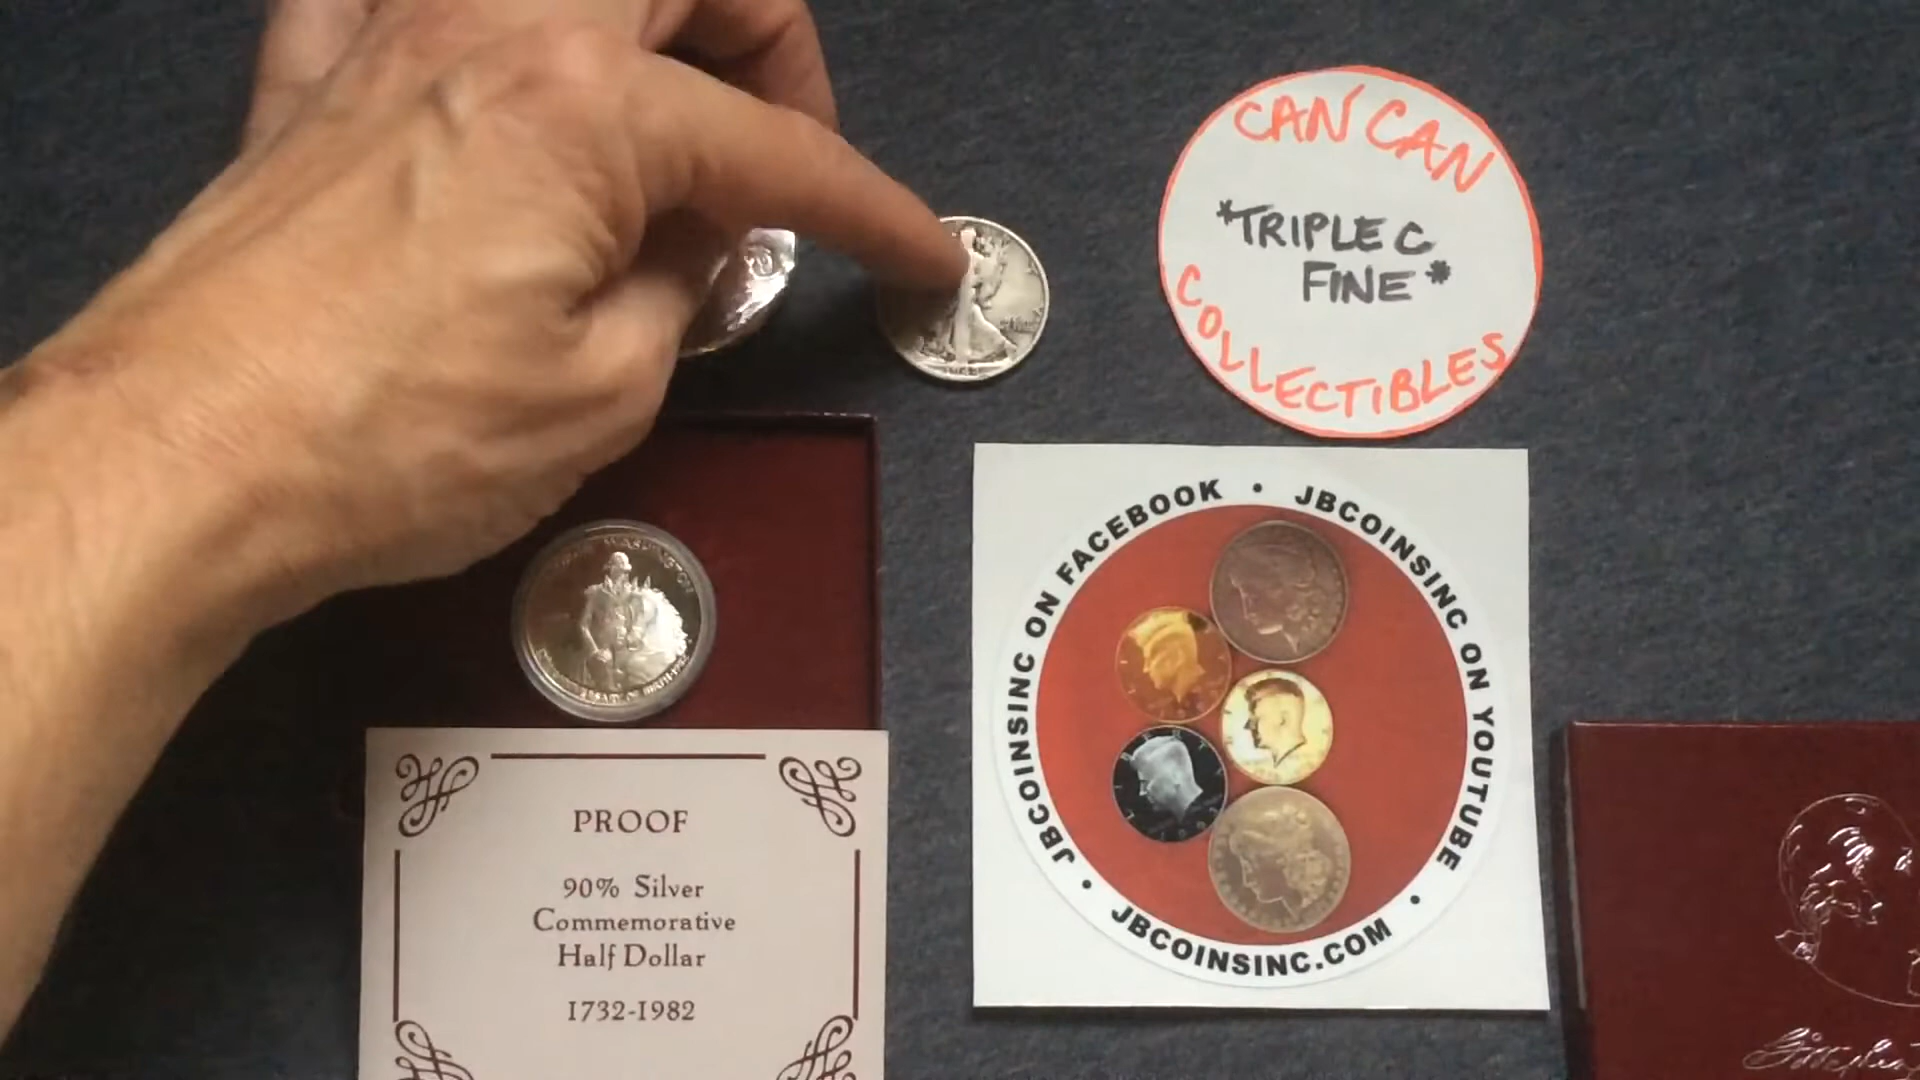 CAN CAN
*TRIPLE C
FINE*
COLLECTIBLES
WASHINGTON
JBCOINSINC ON FACEBOOK • JBCOINSINC ON YOUTUBE • JBCOINSINC.COM •
PROOF
90% Silver
Commemorative
Half Dollar
1732-1982